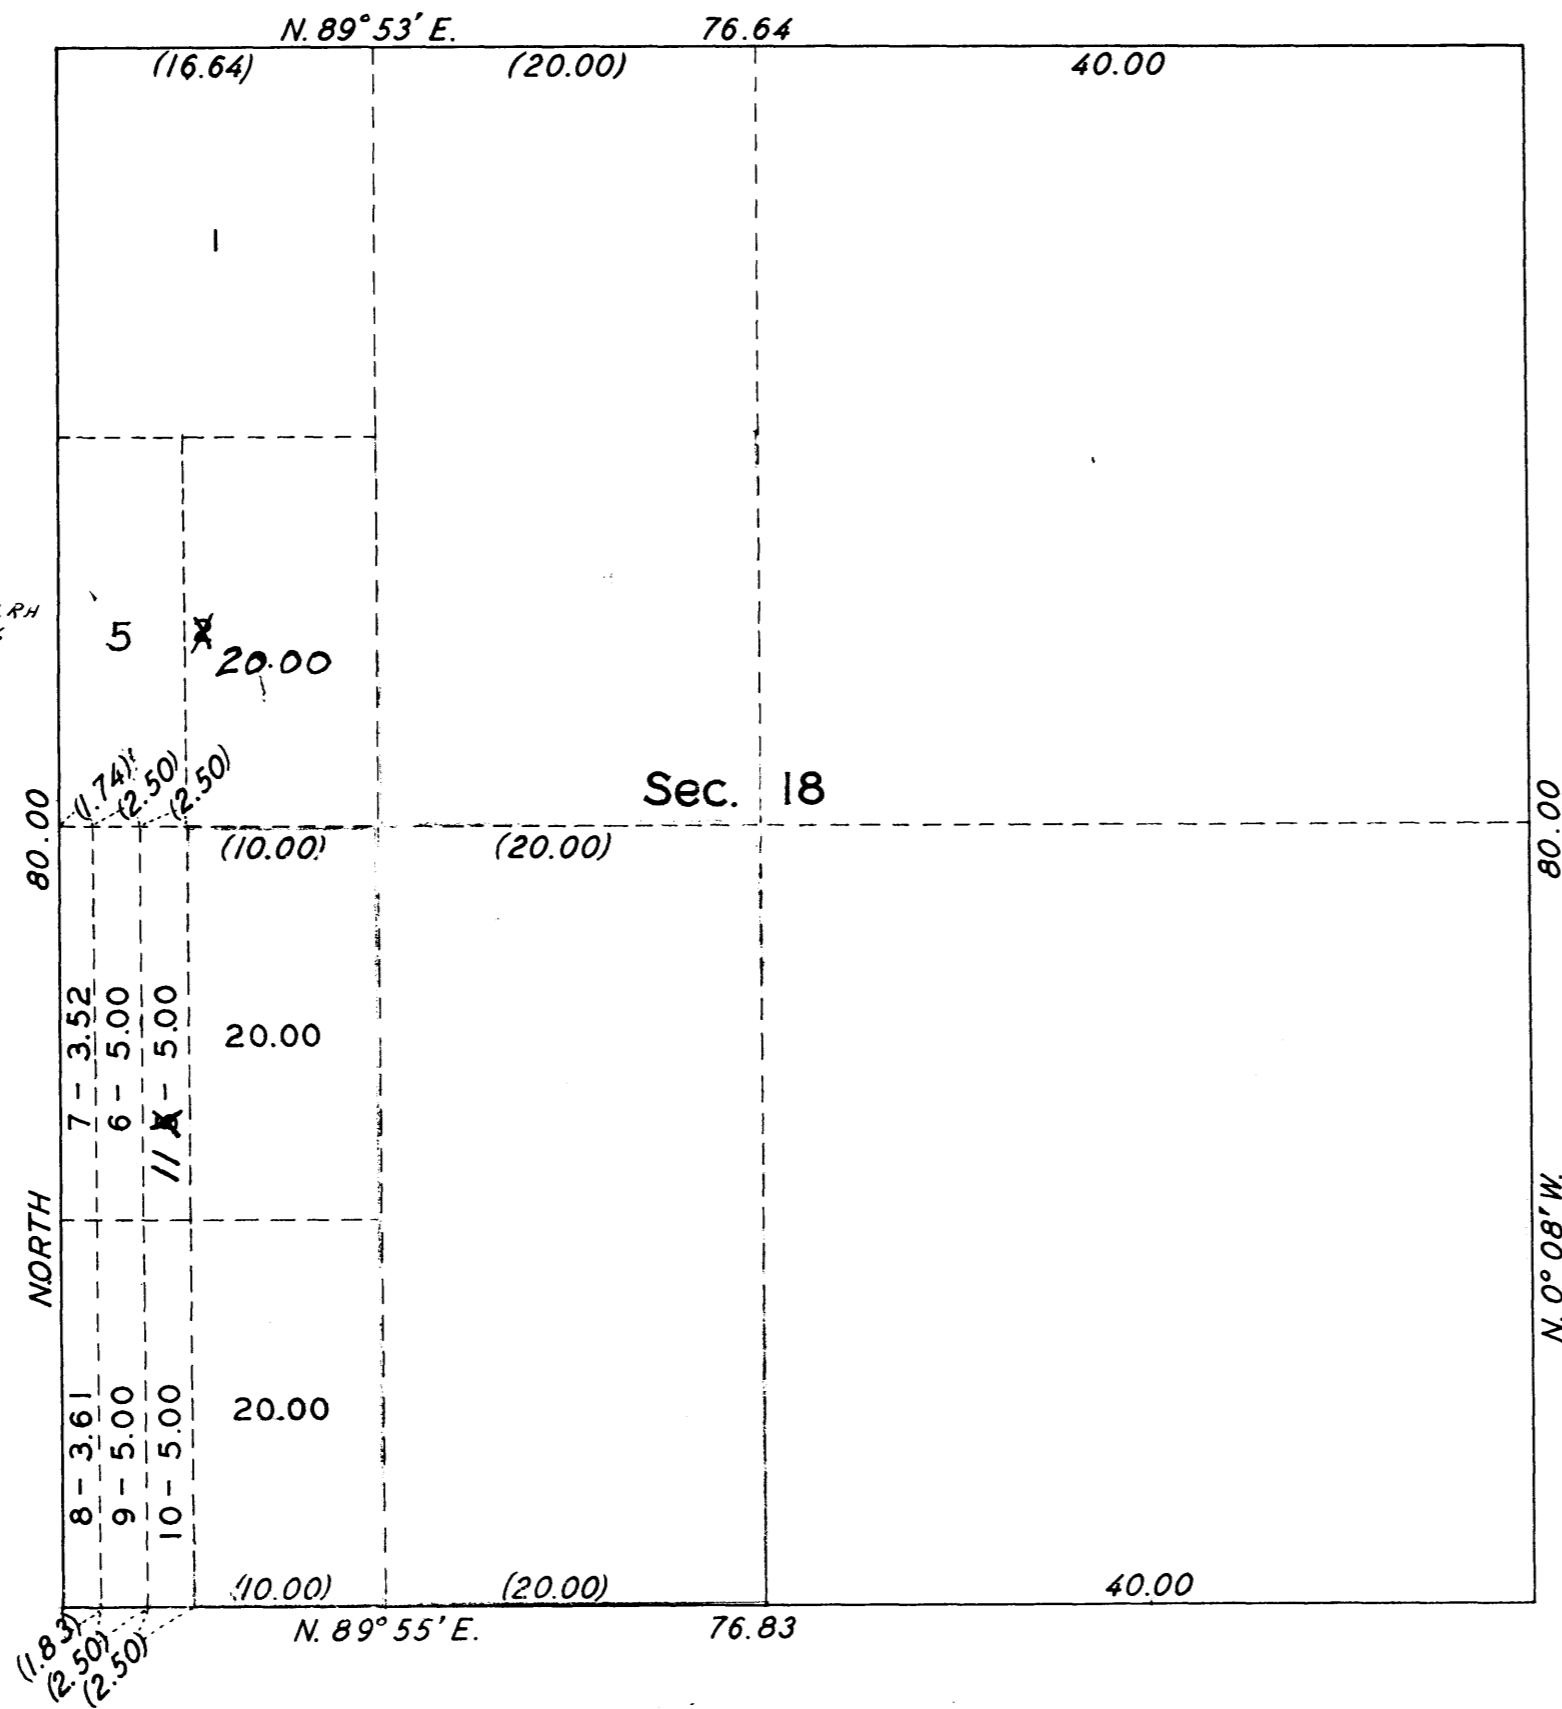 N. 89° 53' E. 76.64
(16.64) (20.00) 40.00
1
RH
5 2 20.00
(1.74) (2.50) (2.50)
Sec. 18
80.00
80.00
(10.00) (20.00)
7 - 3.52
6 - 5.00
11 5 - 5.00
20.00
NORTH
N. 0° 08' W.
8 - 3.61
9 - 5.00
10 - 5.00
20.00
(10.00) (20.00) 40.00
N. 89° 55' E. 76.83
(1.83)
(2.50)
(2.50)